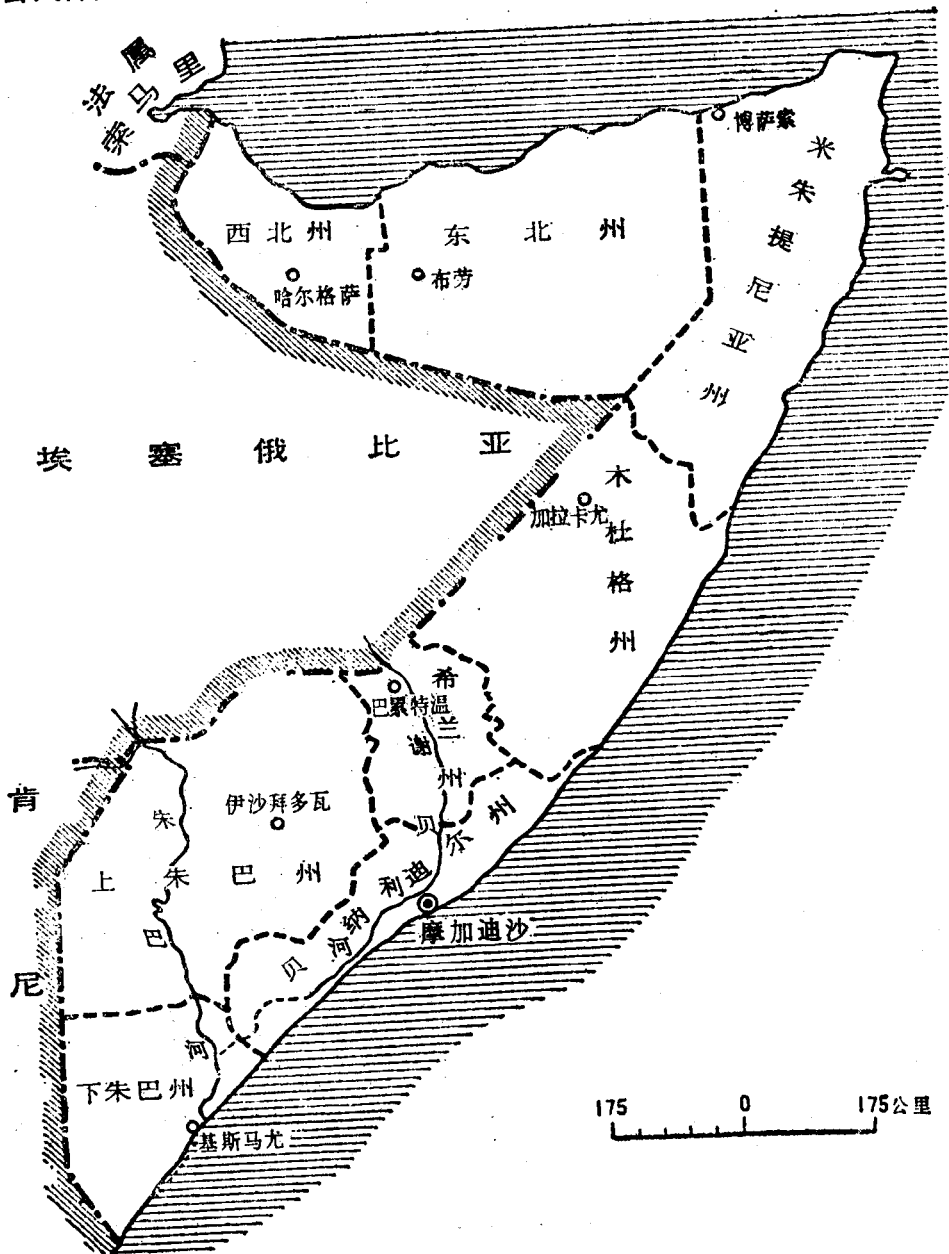 法属
索马里
博萨索
米朱提尼亚州
西北州
东北州
哈尔格萨
布劳
埃塞俄比亚
木杜格州
加拉卡尤
希兰州
巴累特温
谢贝利河
肯尼
伊沙拜多瓦
朱巴河
上朱巴州
贝纳迪尔州
摩加迪沙
下朱巴州
基斯马尤
175 0 175公里